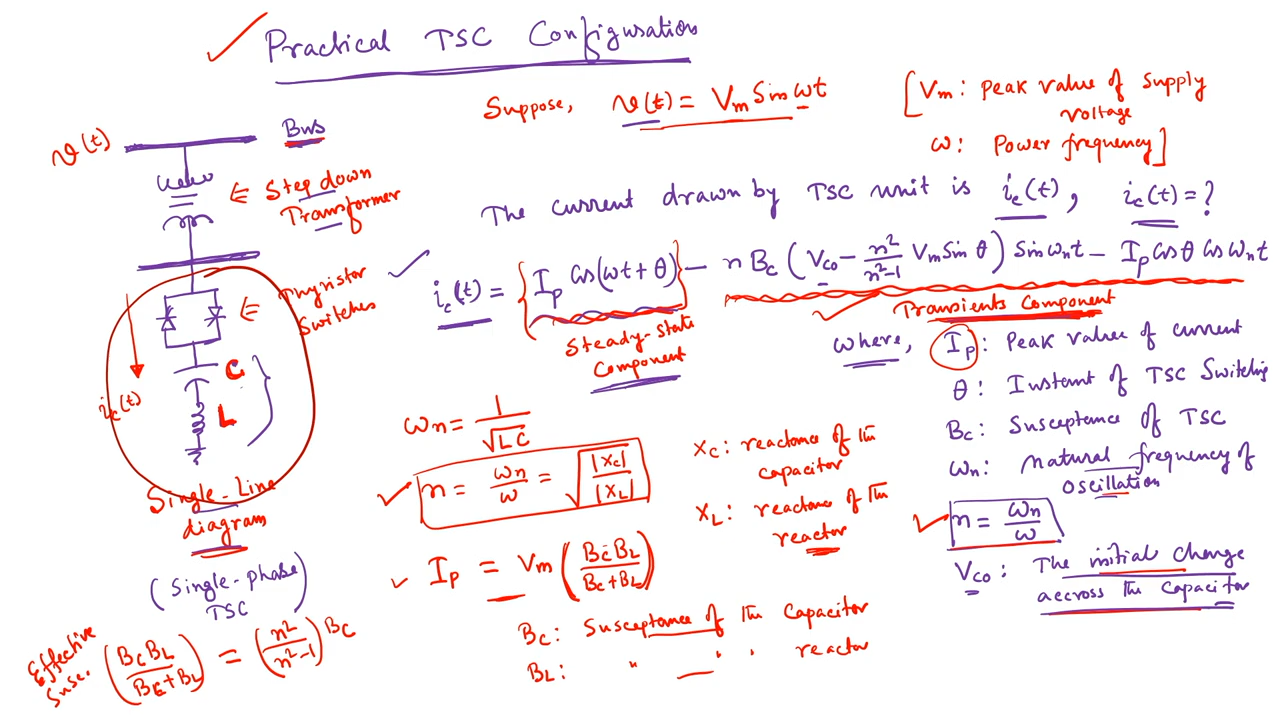 Practical TSC Configuration
Suppose, v(t) = Vm Sin ωt
[Vm: Peak value of Supply
voltage
ω: Power frequency]
v(t)
Bus
Step down
Transformer
Thyristor
Switches
ic(t)
C
L
Single-Line
diagram
(Single-phase
TSC)
The current drawn by TSC unit is ic(t), ic(t) = ?
ic(t) = {Ip Cos(ωt + θ)} - n Bc (Vco - n²/(n²-1) Vm Sin θ) Sin ωnt - Ip Cos θ Cos ωnt
Steady-State
Component
Transients Component
where, Ip: Peak value of current
θ: Instant of TSC Switching
Bc: Susceptance of TSC
ωn: natural frequency of
oscillation
n = ωn/ω
Vco: The initial change
accross the Capacitor
ωn = 1/√LC
n = ωn/ω = √(|Xc|/|XL|)
Xc: reactance of the
capacitor
XL: reactance of the
reactor
Ip = Vm (BcBL/(Bc+BL))
Bc: Susceptance of the Capacitor
BL: " — " " reactor
Effective
Susc. (BcBL/(Bc+BL)) = (n²/(n²-1)) Bc